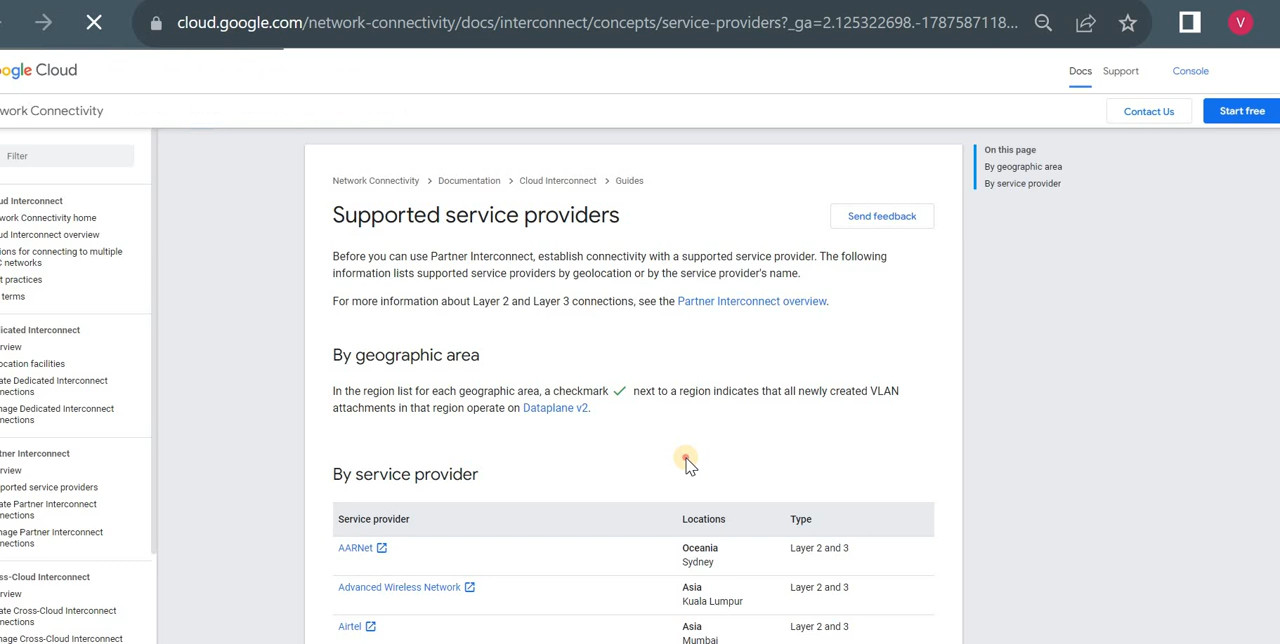 cloud.google.com/network-connectivity/docs/interconnect/concepts/service-providers?_ga=2.125322698.-1787587118...
V
ogle Cloud
Docs
Support
Console
work Connectivity
Contact Us
Start free
Filter
ud Interconnect
work Connectivity home
ud Interconnect overview
ions for connecting to multiple
C networks
t practices
terms
icated Interconnect
rview
ocation facilities
ate Dedicated Interconnect
nections
nage Dedicated Interconnect
nections
tner Interconnect
rview
ported service providers
ate Partner Interconnect
nections
nage Partner Interconnect
nections
ss-Cloud Interconnect
rview
ate Cross-Cloud Interconnect
nections
nage Cross-Cloud Interconnect
Network Connectivity > Documentation > Cloud Interconnect > Guides
Supported service providers
Send feedback
Before you can use Partner Interconnect, establish connectivity with a supported service provider. The following
information lists supported service providers by geolocation or by the service provider's name.
For more information about Layer 2 and Layer 3 connections, see the Partner Interconnect overview.
By geographic area
In the region list for each geographic area, a checkmark ✓ next to a region indicates that all newly created VLAN
attachments in that region operate on Dataplane v2.
By service provider
Service provider Locations Type
AARNet Oceania Layer 2 and 3
Sydney
Advanced Wireless Network Asia Layer 2 and 3
Kuala Lumpur
Airtel Asia Layer 2 and 3
Mumbai
On this page
By geographic area
By service provider